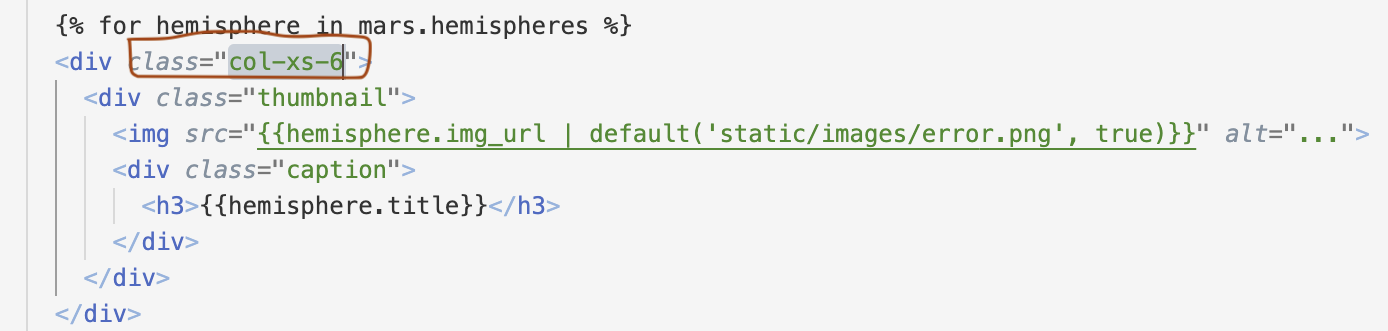 {% for hemisphere in mars.hemispheres %}
<div class="col-xs-6">
<div class="thumbnail">
<img src="{{hemisphere.img_url | default('static/images/error.png', true)}}" alt="...">
<div class="caption">
<h3>{{hemisphere.title}}</h3>
</div>
</div>
</div>